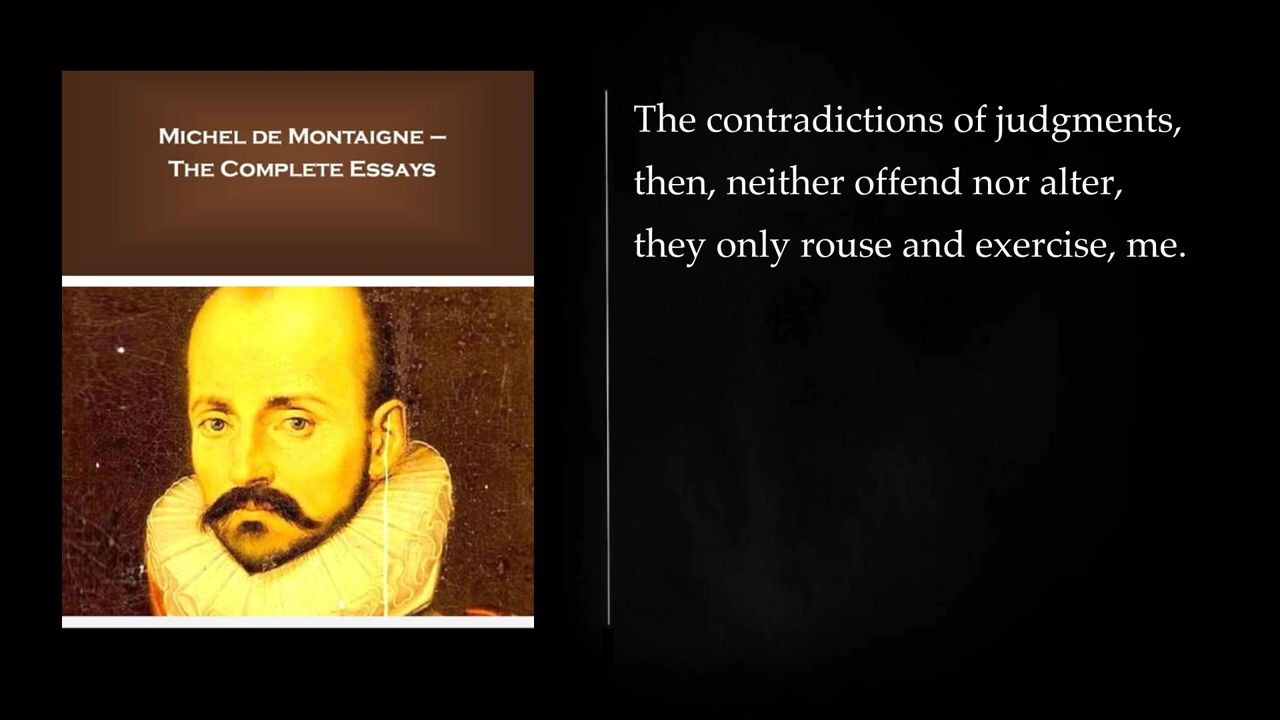 MICHEL DE MONTAIGNE –
THE COMPLETE ESSAYS
The contradictions of judgments,
then, neither offend nor alter,
they only rouse and exercise, me.